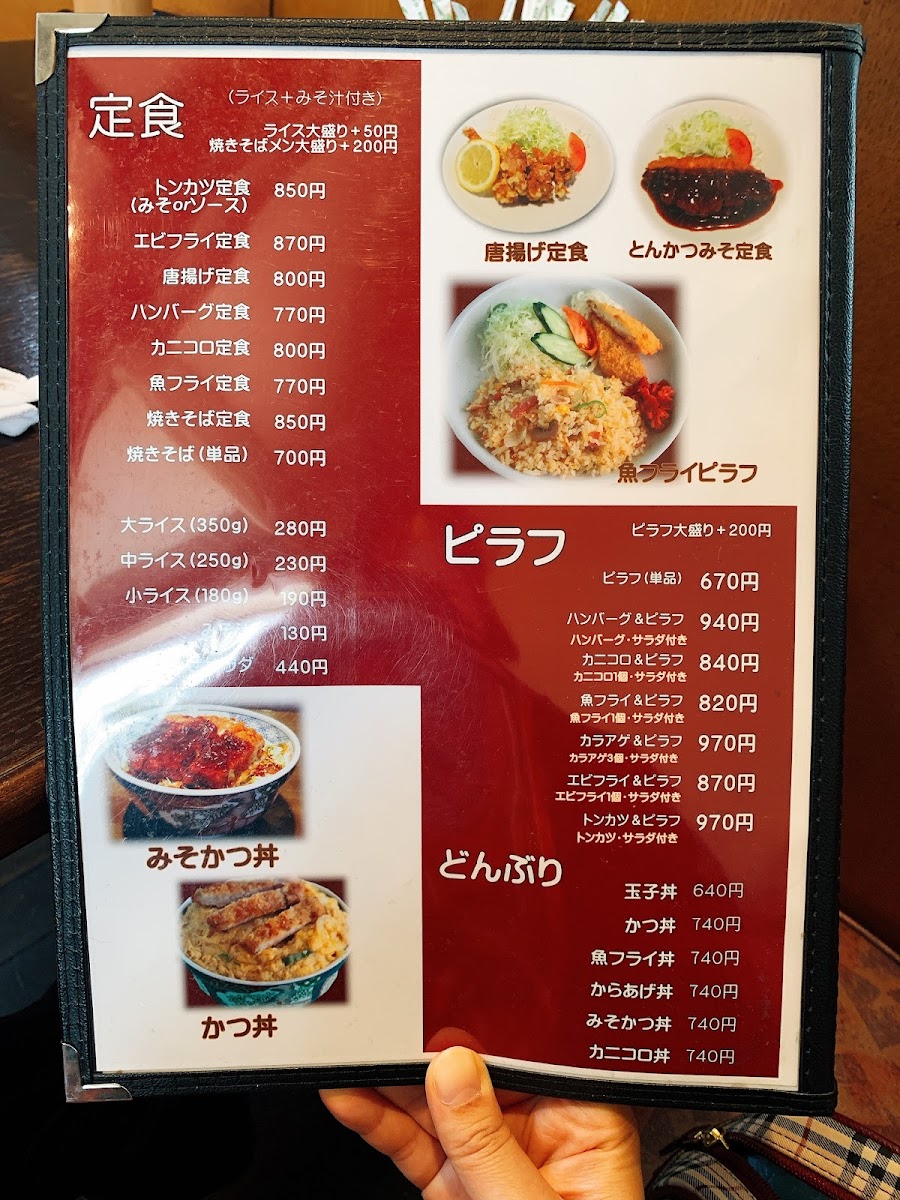 定食
(ライス＋みそ汁付き)
ライス大盛り＋50円
焼きそばメン大盛り＋200円
トンカツ定食 850円
(みそorソース)
エビフライ定食 870円
唐揚げ定食 800円
ハンバーグ定食 770円
カニコロ定食 800円
魚フライ定食 770円
焼きそば定食 850円
焼きそば(単品) 700円
大ライス(350g) 280円
中ライス(250g) 230円
小ライス(180g) 190円
130円
440円
みそかつ丼
かつ丼
唐揚げ定食
とんかつみそ定食
魚フライピラフ
ピラフ
ピラフ大盛り＋200円
ピラフ(単品) 670円
ハンバーグ＆ピラフ 940円
ハンバーグ・サラダ付き
カニコロ＆ピラフ 840円
カニコロ1個・サラダ付き
魚フライ＆ピラフ 820円
魚フライ1個・サラダ付き
カラアゲ＆ピラフ 970円
カラアゲ3個・サラダ付き
エビフライ＆ピラフ 870円
エビフライ1個・サラダ付き
トンカツ＆ピラフ 970円
トンカツ・サラダ付き
どんぶり
玉子丼 640円
かつ丼 740円
魚フライ丼 740円
からあげ丼 740円
みそかつ丼 740円
カニコロ丼 740円